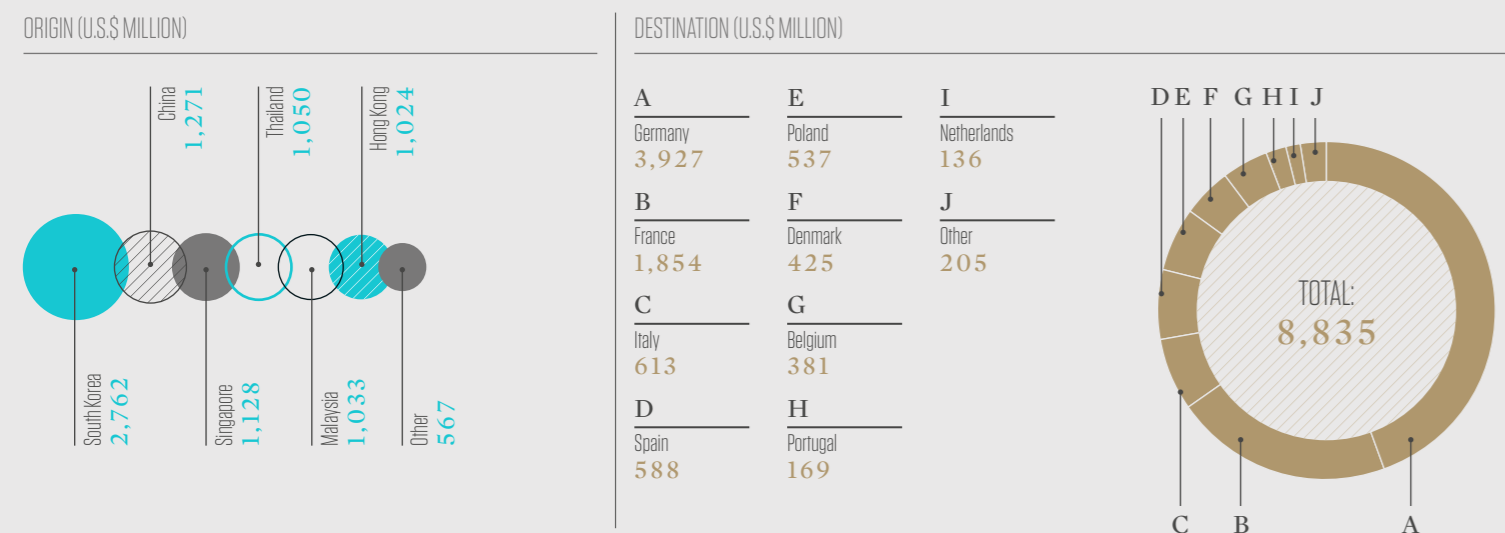 ORIGIN (U.S.$ MILLION)
China
1,271
Thailand
1,050
Hong Kong
1,024
South Korea
2,762
Singapore
1,128
Malaysia
1,033
Other
567
DESTINATION (U.S.$ MILLION)
A
Germany
3,927
B
France
1,854
C
Italy
613
D
Spain
588
E
Poland
537
F
Denmark
425
G
Belgium
381
H
Portugal
169
I
Netherlands
136
J
Other
205
D E F G H I J
TOTAL:
8,835
C B A